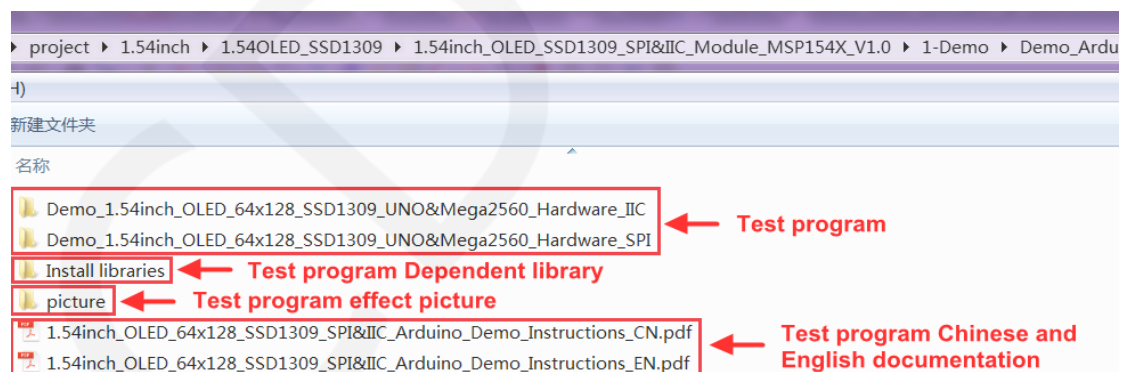 project ▸ 1.54inch ▸ 1.54OLED_SSD1309 ▸ 1.54inch_OLED_SSD1309_SPI&IIC_Module_MSP154X_V1.0 ▸ 1-Demo ▸ Demo_Ardu
H)
新建文件夹
名称
Demo_1.54inch_OLED_64x128_SSD1309_UNO&Mega2560_Hardware_IIC
Demo_1.54inch_OLED_64x128_SSD1309_UNO&Mega2560_Hardware_SPI
Test program
Install libraries
Test program Dependent library
picture
Test program effect picture
1.54inch_OLED_64x128_SSD1309_SPI&IIC_Arduino_Demo_Instructions_CN.pdf
1.54inch_OLED_64x128_SSD1309_SPI&IIC_Arduino_Demo_Instructions_EN.pdf
Test program Chinese and
English documentation